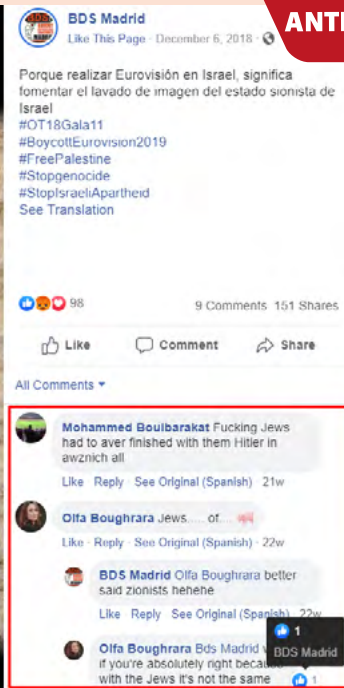 ANTI
BDS Madrid
Like This Page · December 6, 2018 ·
Porque realizar Eurovisión en Israel, significa
fomentar el lavado de imagen del estado sionista de
Israel
#OT18Gala11
#BoycottEurovision2019
#FreePalestine
#Stopgenocide
#StopIsraeliApartheid
See Translation
98
9 Comments 151 Shares
Like Comment Share
All Comments
Mohammed Boulbarakat Fucking Jews
had to aver finished with them Hitler in
awznich all
Like · Reply · See Original (Spanish) · 21w
Olfa Boughrara Jews..... of....
Like · Reply · See Original (Spanish) · 22w
BDS Madrid Olfa Boughrara better
said zionists hehehe
Like Reply See Original (Spanish) 22w
1
BDS Madrid
Olfa Boughrara Bds Madrid
if you're absolutely right
with the Jews it's not the same
1